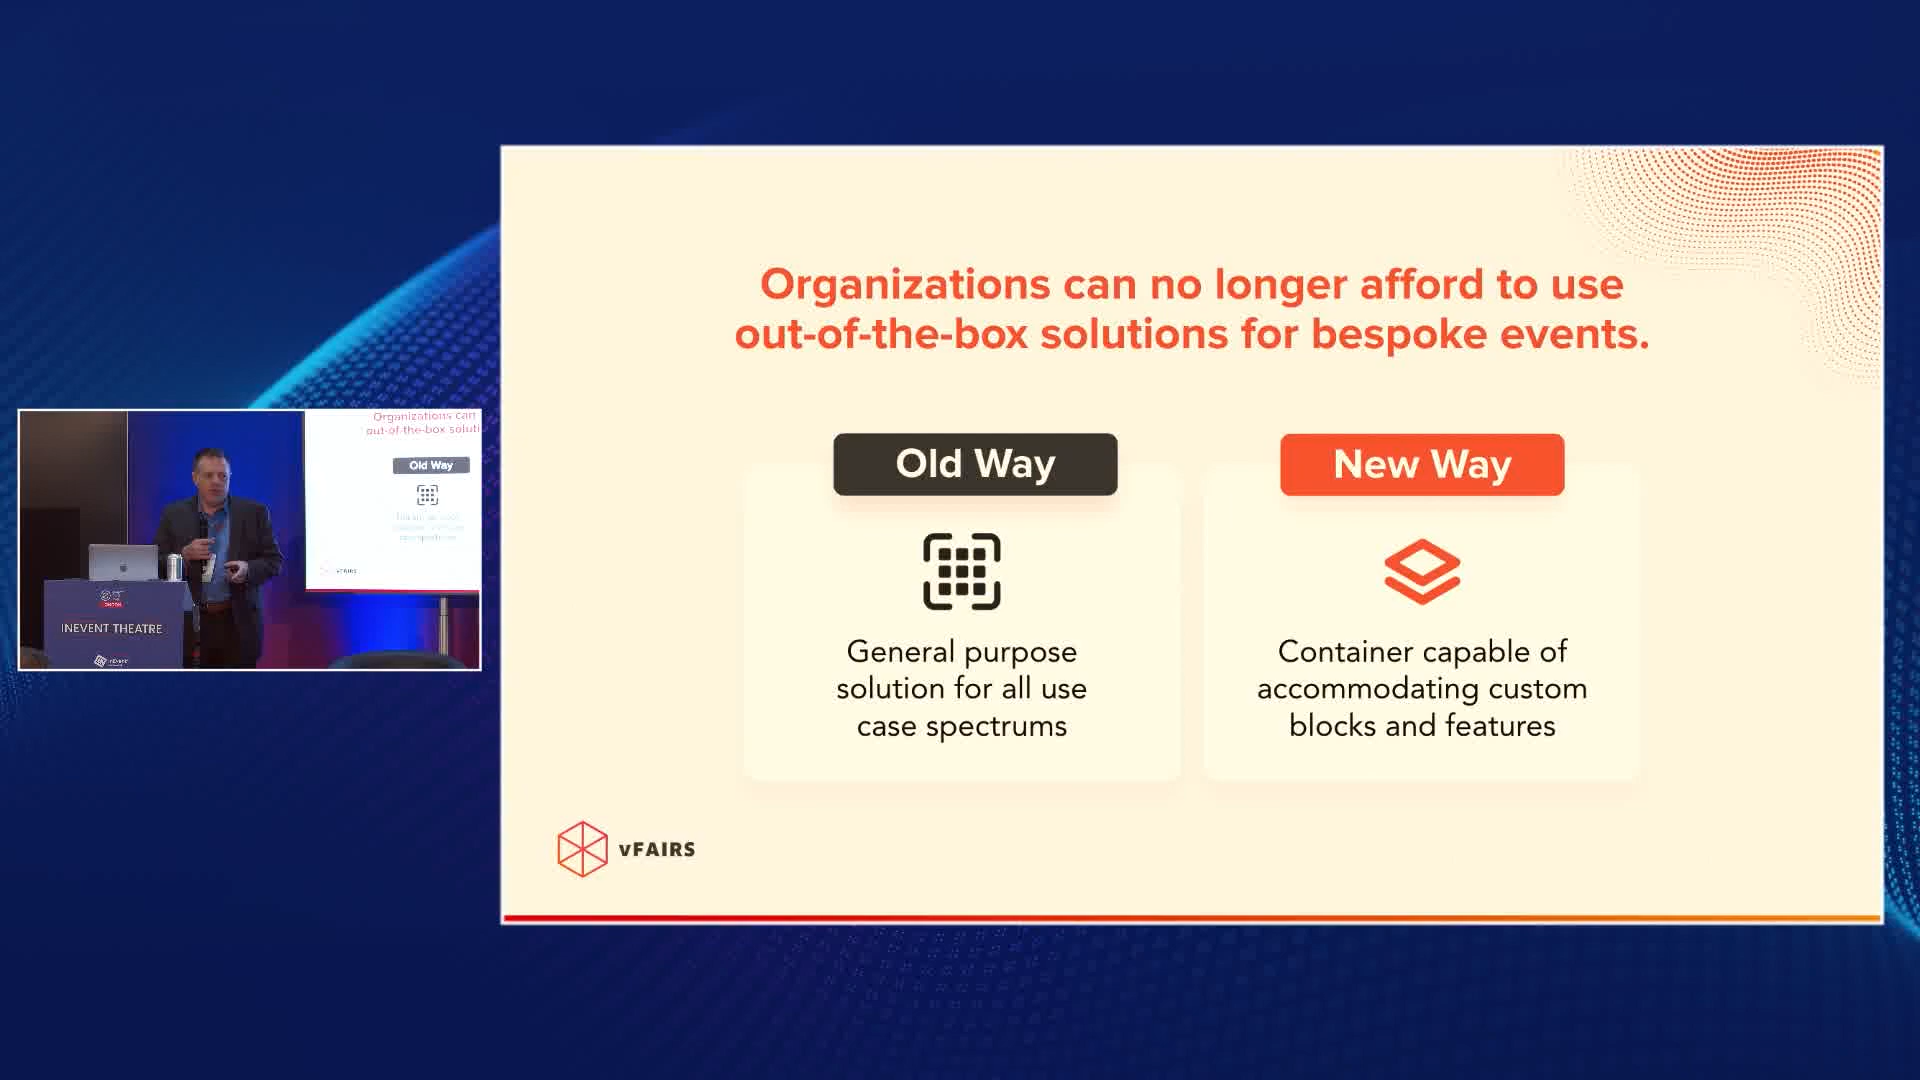 Organizations can no longer afford to use
out-of-the-box solutions for bespoke events.
Old Way
General purpose
solution for all use
case spectrums
New Way
Container capable of
accommodating custom
blocks and features
vFAIRS
Organizations can
out-of-the-box soluti
Old Way
vFAIRS
INEVENT THEATRE